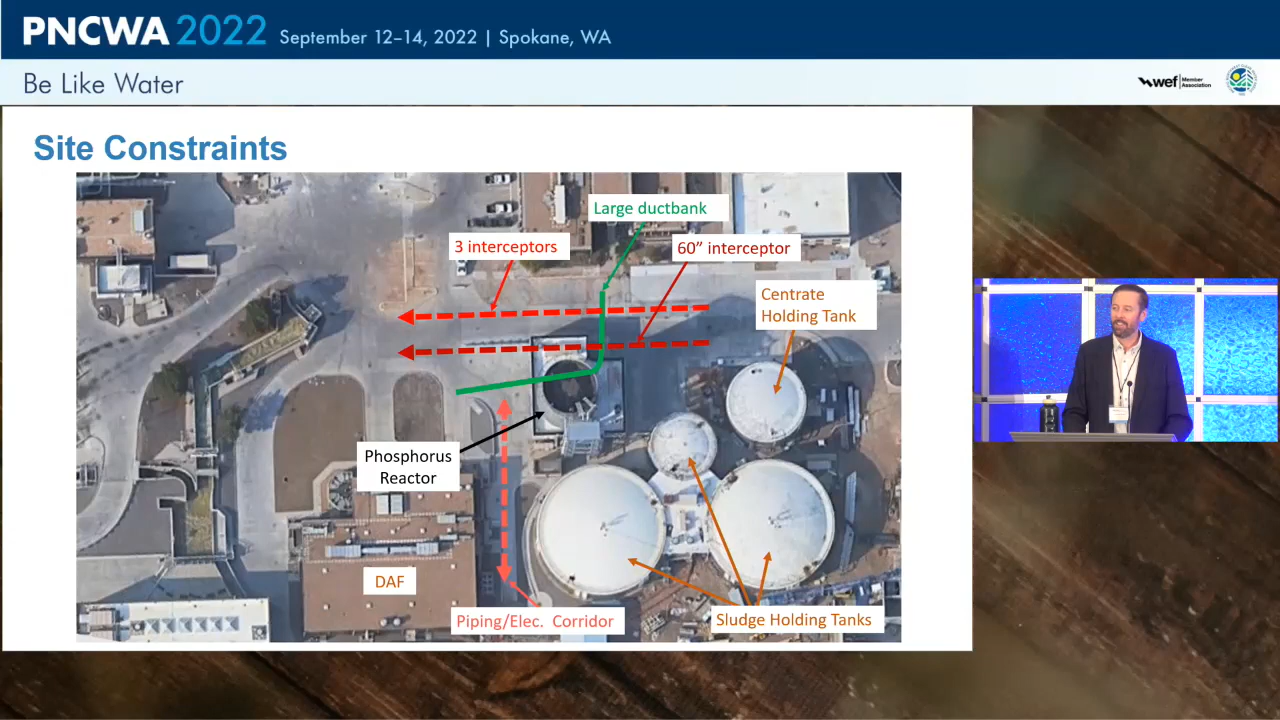 PNCWA 2022 September 12–14, 2022 | Spokane, WA
Be Like Water
wef Member Association
Site Constraints
Large ductbank
3 interceptors
60” interceptor
Centrate
Holding Tank
Phosphorus
Reactor
DAF
Piping/Elec. Corridor
Sludge Holding Tanks